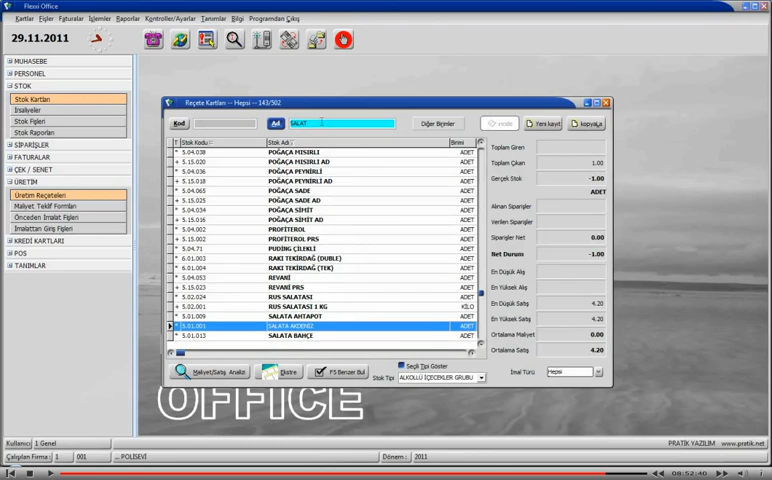 Flexxi Office
Kartlar Fişler Faturalar İşlemler Raporlar Kontroller/Ayarlar Tanımlar Bilgi Programdan Çıkış
29.11.2011
MUHASEBE
PERSONEL
STOK
Stok Kartları
İrsaliyeler
Stok Fişleri
Stok Raporları
SİPARİŞLER
FATURALAR
ÇEK / SENET
ÜRETİM
Üretim Reçeteleri
Maliyet Teklif Formları
Önceden İmalat Fişleri
İmalattan Giriş Fişleri
KREDİ KARTLARI
POS
TANIMLAR
Reçete Kartları -- Hepsi -- 143/502
Kod Ad SALAT Diğer Birimler incele Yeni kayıt kopyala
T Stok Kodu Stok Adı Birimi
* 5.04.038 POĞAÇA MISIRLI ADET
+ 5.15.020 POĞAÇA MISIRLI AD ADET
* 5.04.036 POĞAÇA PEYNİRLİ ADET
+ 5.15.018 POĞAÇA PEYNİRLİ AD ADET
* 5.04.065 POĞAÇA SADE ADET
+ 5.15.025 POĞAÇA SADE AD ADET
* 5.04.034 POĞAÇA SİMİT ADET
+ 5.15.016 POĞAÇA SİMİT AD ADET
* 5.04.002 PROFİTEROL ADET
+ 5.15.002 PROFİTEROL PRS ADET
* 5.04.71 PUDİNG ÇİLEKLİ ADET
+ 6.01.003 RAKI TEKİRDAĞ (DUBLE) ADET
+ 6.01.004 RAKI TEKİRDAĞ (TEK) ADET
* 5.04.053 REVANİ ADET
+ 5.15.023 REVANİ PRS ADET
* 5.02.024 RUS SALATASI ADET
+ 5.02.001 RUS SALATASI 1 KG KİLO
* 5.01.009 SALATA AHTAPOT ADET
* 5.01.001 SALATA AKDENİZ ADET
* 5.01.013 SALATA BAHÇE ADET
Toplam Giren
Toplam Çıkan 1.00
Gerçek Stok -1.00
ADET
Alınan Siparişler
Verilen Siparişler
Siparişler Net 0.00
Net Durum -1.00
En Düşük Alış
En Yüksek Alış
En Düşük Satış 4.20
En Yüksek Satış 4.20
Ortalama Maliyet 0.00
Ortalama Satış 4.20
Maliyet/Satış Analizi Ekstre F5 Benzer Bul
Seçili Tipi Göster
Stok Tipi ALKOLLÜ İÇECEKLER GRUBU
İmal Türü Hepsi
OFFICE
Kullanıcı 1 Genel PRATİK YAZILIM www.pratik.net
Çalışılan Firma : 1 001 ... POLİSEVİ Dönem : 2011
08:52:40